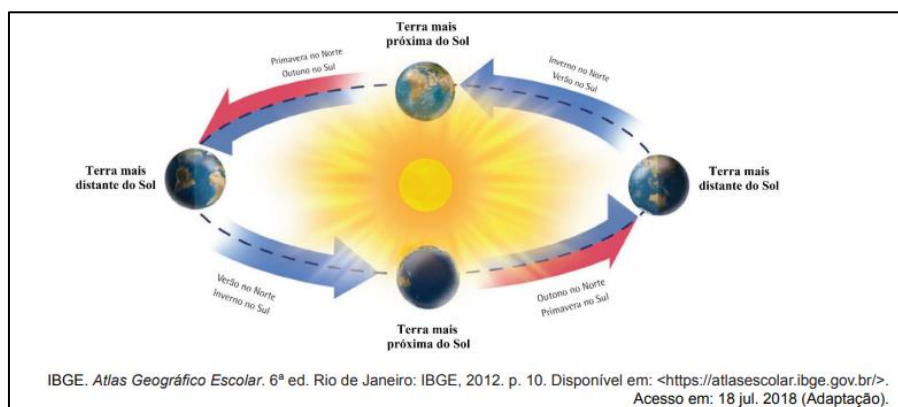 Terra mais
próxima do Sol
Primavera no Norte
Outono no Sul
Inverno no Norte
Verão no Sul
Terra mais
distante do Sol
Terra mais
distante do Sol
Verão no Norte
Inverno no Sul
Outono no Norte
Primavera no Sul
Terra mais
próxima do Sol
IBGE. Atlas Geográfico Escolar. 6ª ed. Rio de Janeiro: IBGE, 2012. p. 10. Disponível em: <https://atlasescolar.ibge.gov.br/>.
Acesso em: 18 jul. 2018 (Adaptação).